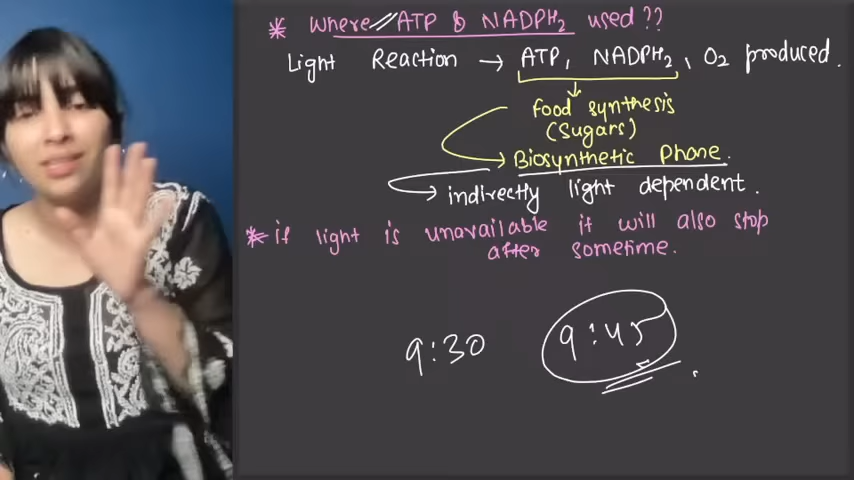 * Where ATP & NADPH2 used ??
Light Reaction → ATP, NADPH2, O2 produced.
Food synthesis
(Sugars)
Biosynthetic Phone.
→ indirectly light dependent.
* if light is unavailable it will also stop
after sometime.
9:30 9:45